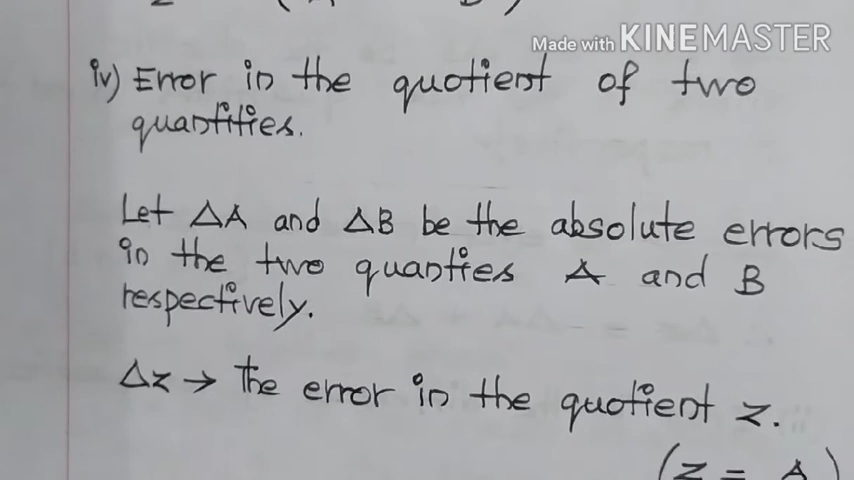 Made with KINEMASTER
iv) Error in the quotient of two
quantities.
Let ΔA and ΔB be the absolute errors
in the two quanties A and B
respectively.
Δz → The error in the quotient z.
(z = A